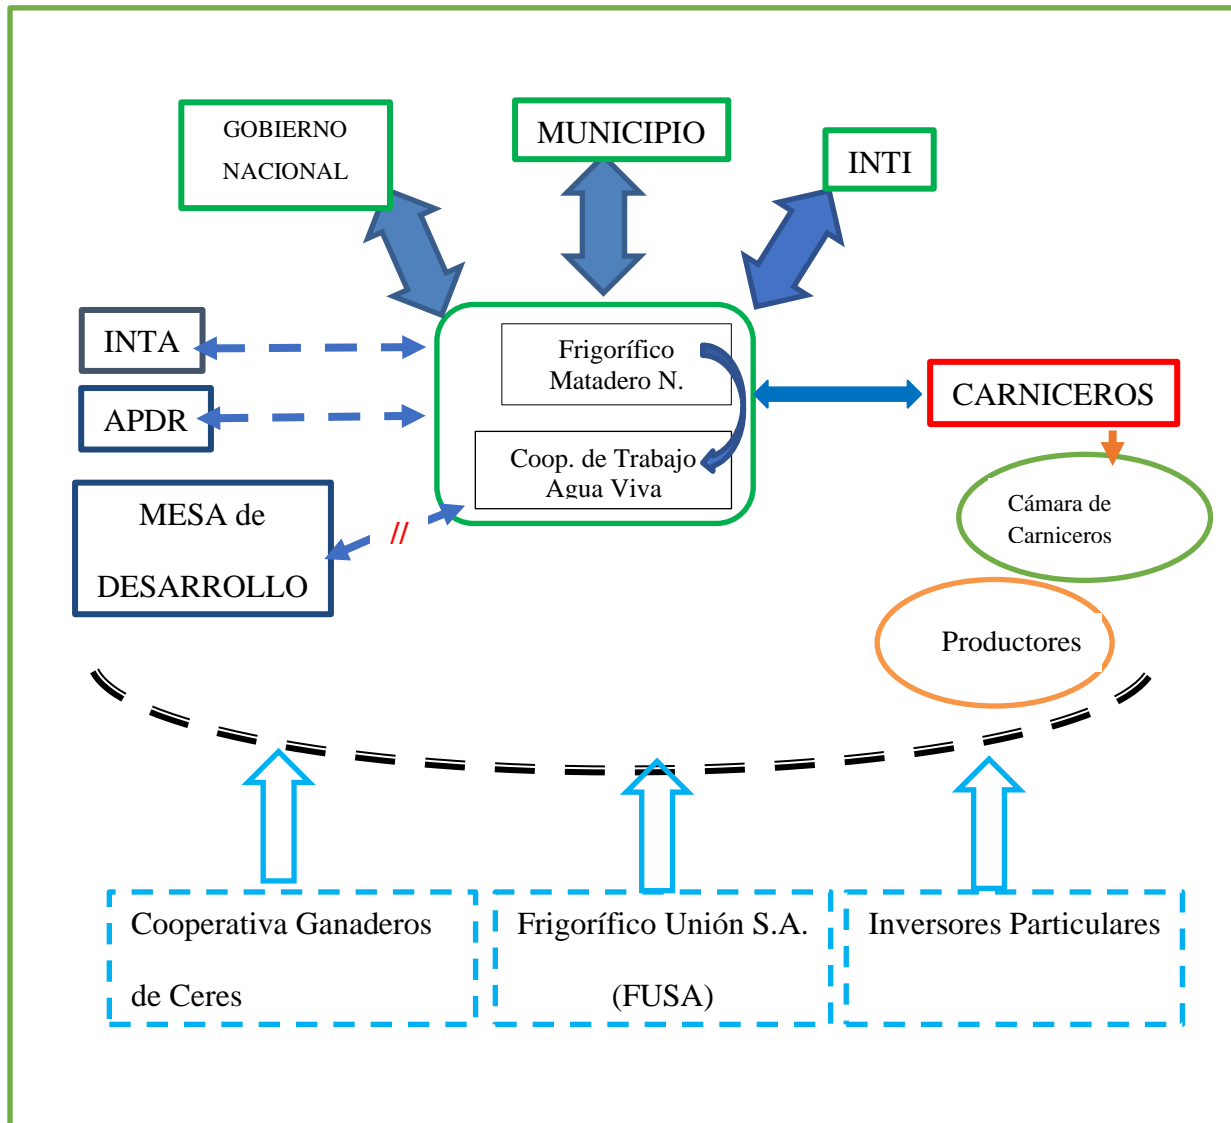 GOBIERNO
NACIONAL
MUNICIPIO
INTI
INTA
APDR
MESA de
DESARROLLO
//
Frigorífico
Matadero N.
Coop. de Trabajo
Agua Viva
CARNICEROS
Cámara de
Carniceros
Productores
Cooperativa Ganaderos
de Ceres
Frigorífico Unión S.A.
(FUSA)
Inversores Particulares